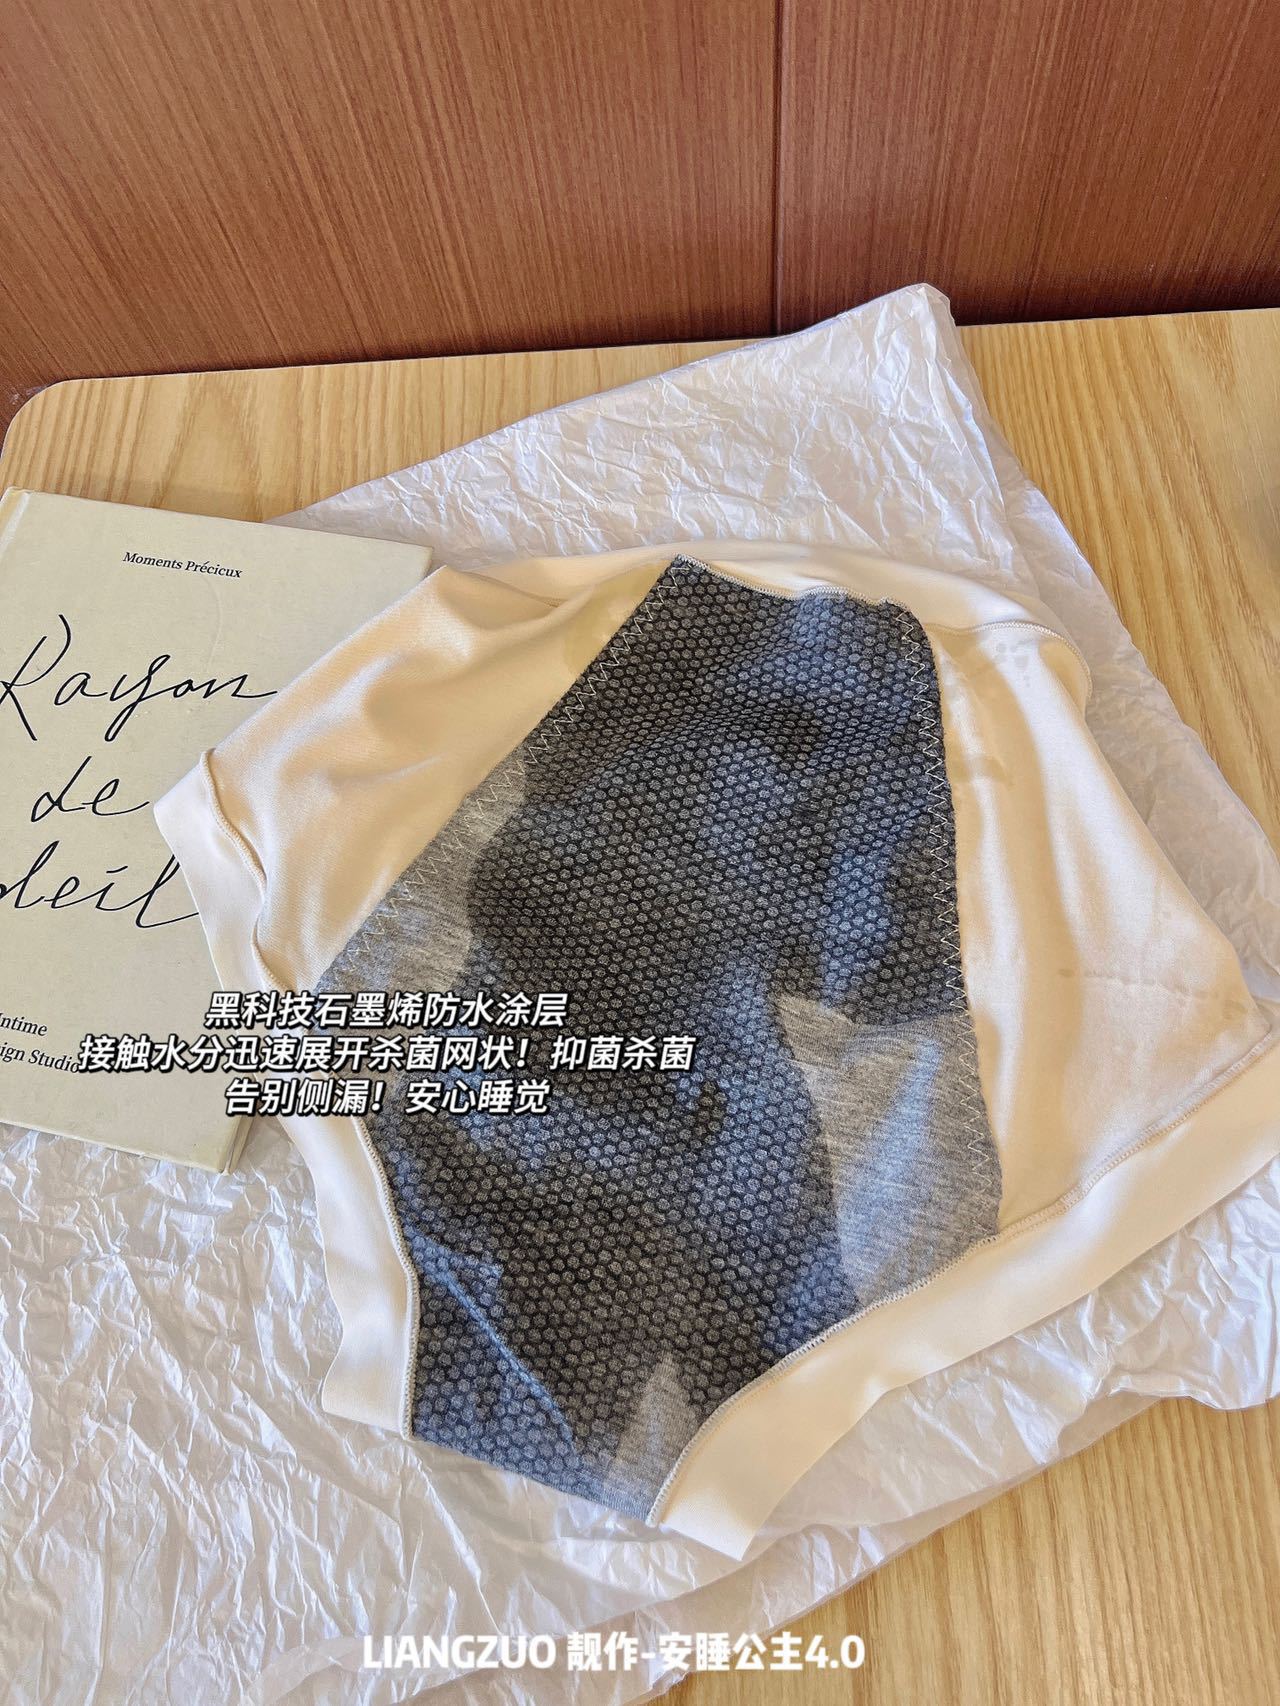 Moments Précieux
Rayon
de
oleil
Intime
ign Studio
黑科技石墨烯防水涂层
接触水分迅速展开杀菌网状！抑菌杀菌
告别侧漏！安心睡觉
LIANGZUO 靓作-安睡公主4.0